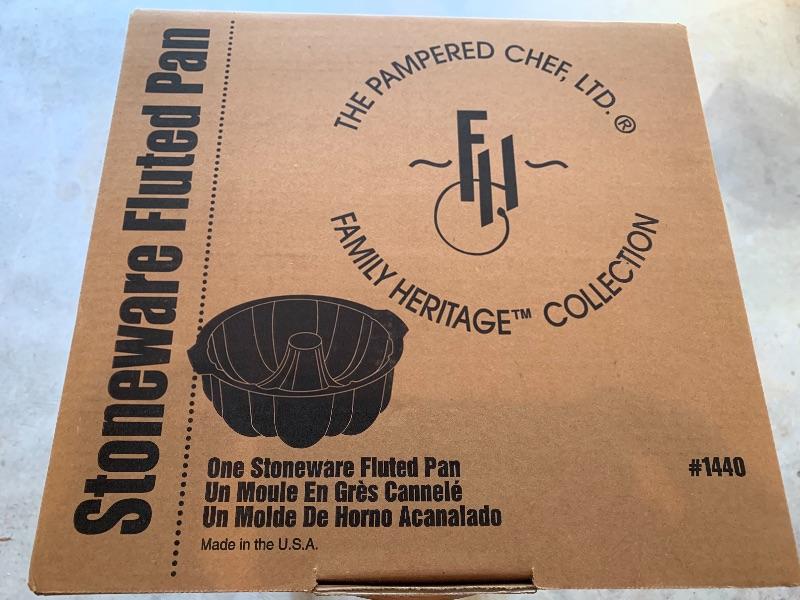 Stoneware Fluted Pan
THE PAMPERED CHEF, LTD. ®
FH
FAMILY HERITAGE™ COLLECTION
One Stoneware Fluted Pan
Un Moule En Grès Cannelé
Un Molde De Horno Acanalado
Made in the U.S.A.
#1440